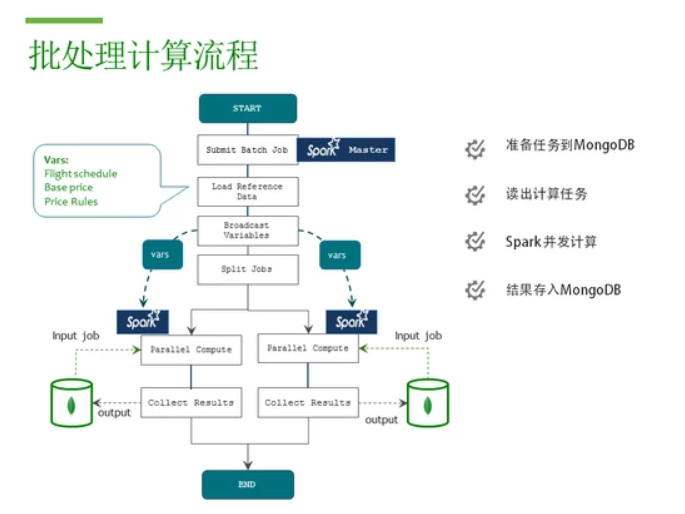 批处理计算流程
START
Submit Batch Job
Spark Master
Vars:
Flight schedule
Base price
Price Rules
Load Reference
Data
Broadcast
Variables
vars
vars
Split Jobs
Spark
Spark
Input job
Input job
Parallel Compute
Parallel Compute
Collect Results
Collect Results
output
output
END
准备任务到MongoDB
读出计算任务
Spark并发计算
结果存入MongoDB